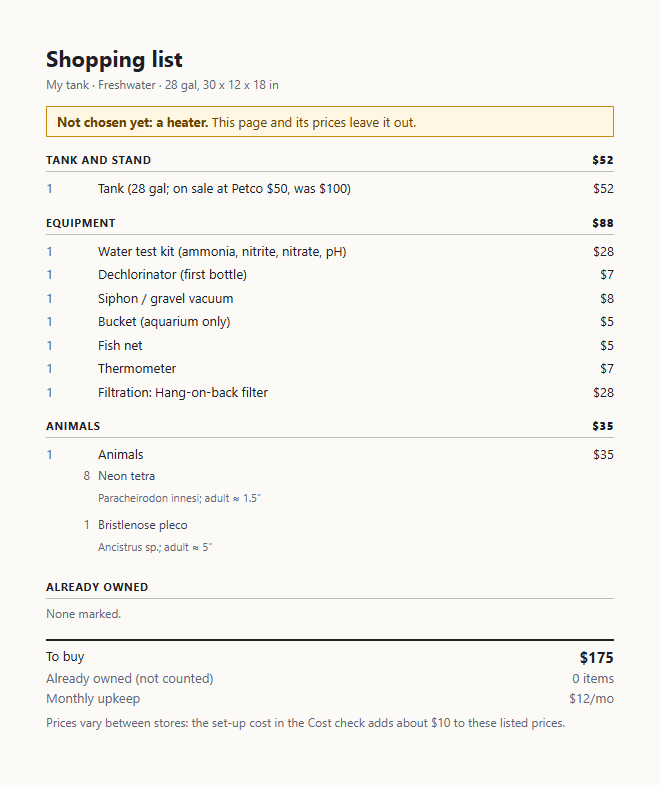 Shopping list
My tank · Freshwater · 28 gal, 30 x 12 x 18 in
Not chosen yet: a heater. This page and its prices leave it out.
TANK AND STAND $52
1 Tank (28 gal; on sale at Petco $50, was $100) $52
EQUIPMENT $88
1 Water test kit (ammonia, nitrite, nitrate, pH) $28
1 Dechlorinator (first bottle) $7
1 Siphon / gravel vacuum $8
1 Bucket (aquarium only) $5
1 Fish net $5
1 Thermometer $7
1 Filtration: Hang-on-back filter $28
ANIMALS $35
1 Animals $35
8 Neon tetra
Paracheirodon innesi; adult ≈ 1.5″
1 Bristlenose pleco
Ancistrus sp.; adult ≈ 5″
ALREADY OWNED
None marked.
To buy $175
Already owned (not counted) 0 items
Monthly upkeep $12/mo
Prices vary between stores: the set-up cost in the Cost check adds about $10 to these listed prices.